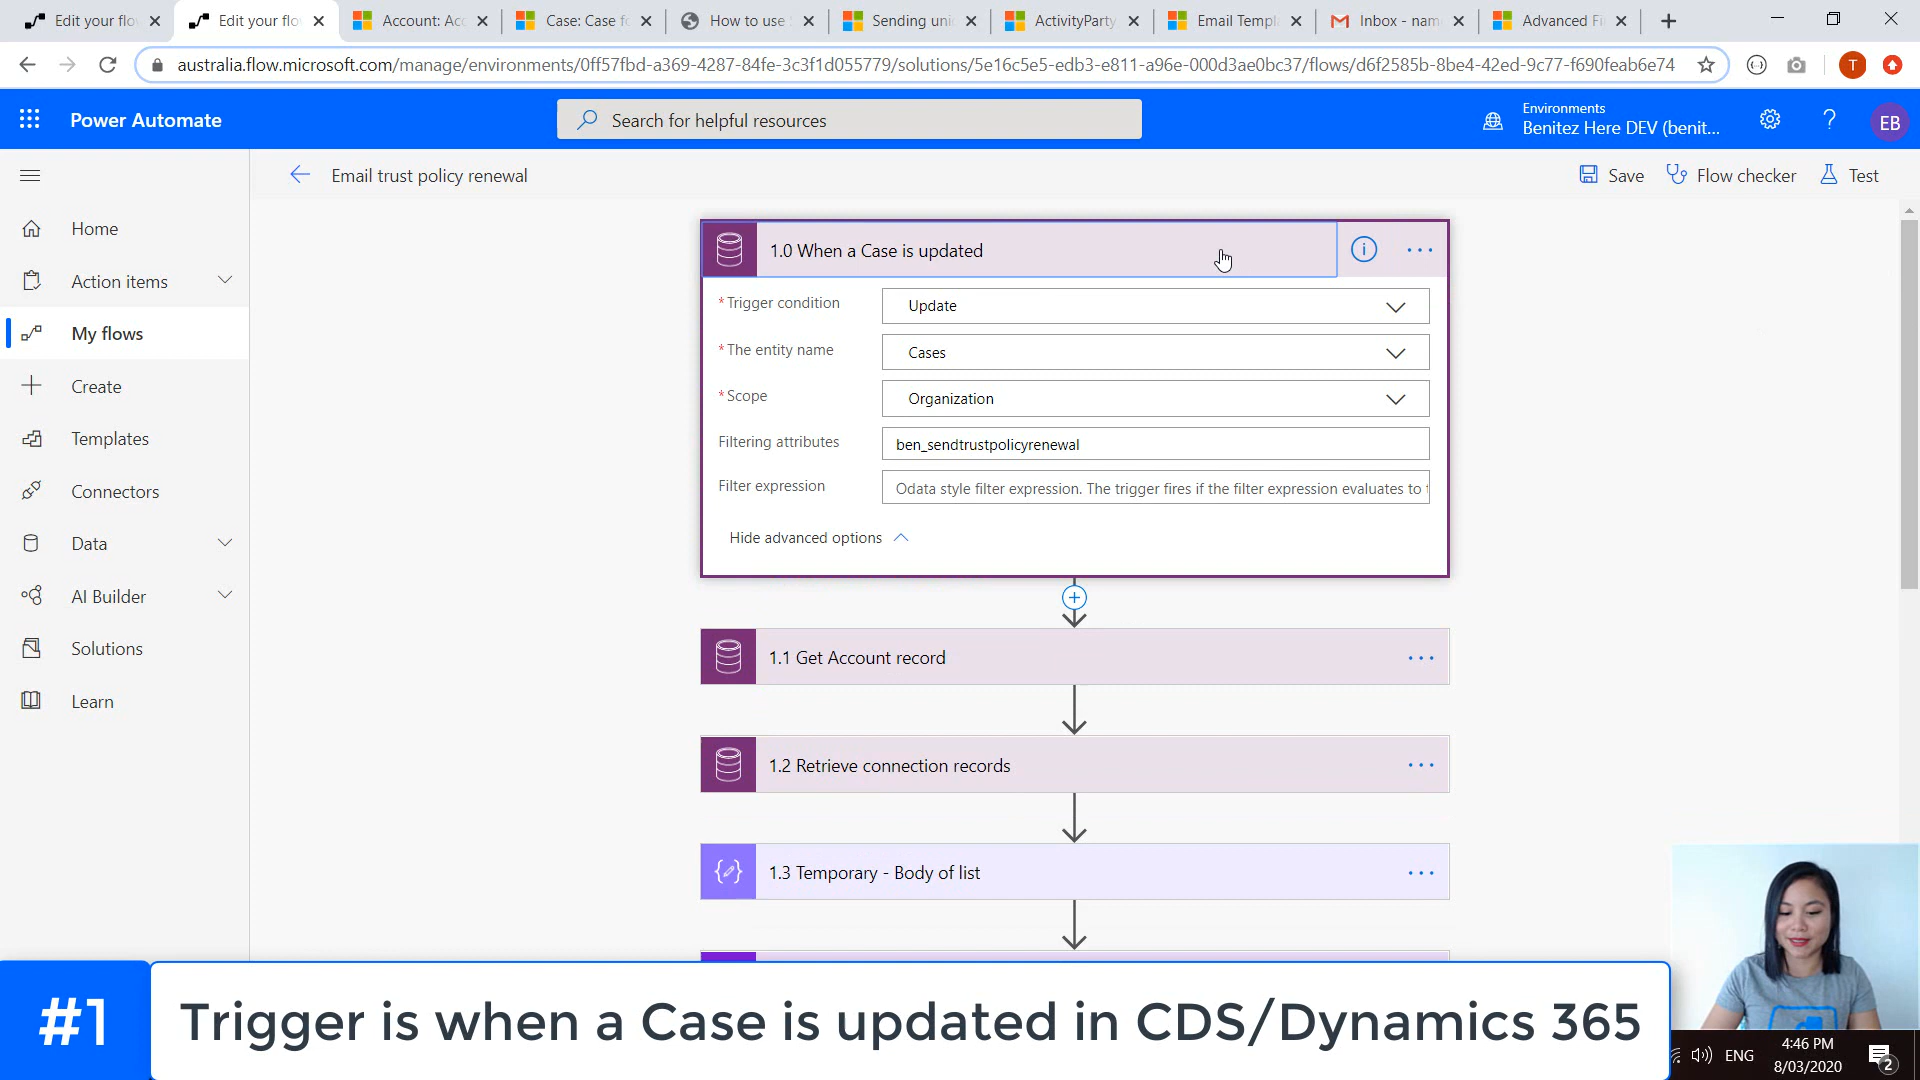 Edit your flo
Edit your flo
Account: Acc
Case: Case fo
How to use
Sending uni
ActivityParty
Email Templ
Inbox - nam
Advanced Fi
australia.flow.microsoft.com/manage/environments/0ff57fbd-a369-4287-84fe-3c3f1d055779/solutions/5e16c5e5-edb3-e811-a96e-000d3ae0bc37/flows/d6f2585b-8be4-42ed-9c77-f690feab6e74
T
Power Automate
Search for helpful resources
Environments
Benitez Here DEV (benit...
?
EB
Email trust policy renewal
Save
Flow checker
Test
Home
Action items
My flows
Create
Templates
Connectors
Data
AI Builder
Solutions
Learn
1.0 When a Case is updated
* Trigger condition
Update
* The entity name
Cases
* Scope
Organization
Filtering attributes
ben_sendtrustpolicyrenewal
Filter expression
Odata style filter expression. The trigger fires if the filter expression evaluates to
Hide advanced options
1.1 Get Account record
1.2 Retrieve connection records
1.3 Temporary - Body of list
#1
Trigger is when a Case is updated in CDS/Dynamics 365
ENG
4:46 PM
8/03/2020
2